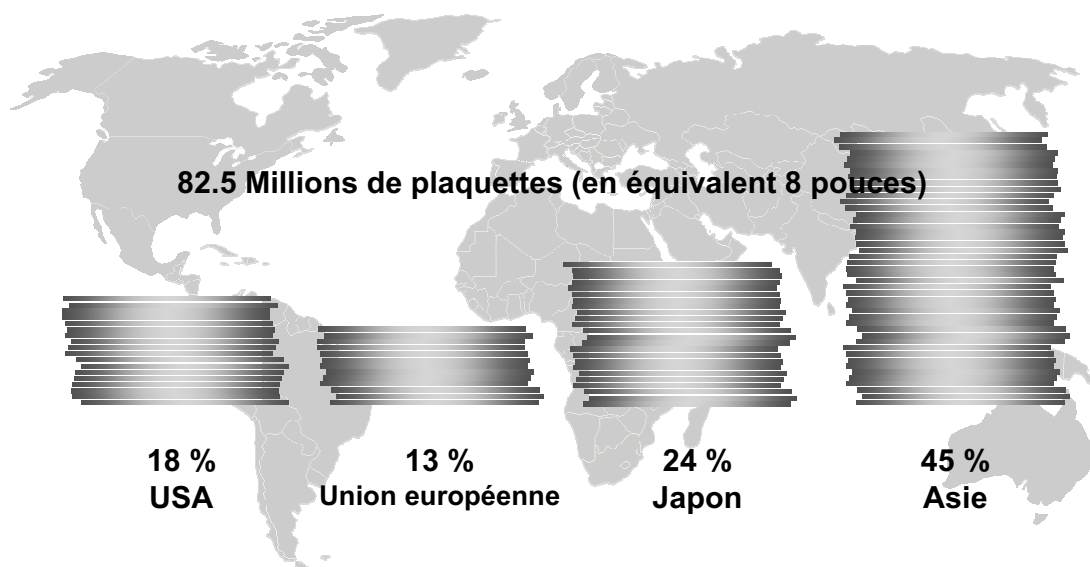 82.5 Millions de plaquettes (en équivalent 8 pouces)
18 %
USA
13 %
Union européenne
24 %
Japon
45 %
Asie